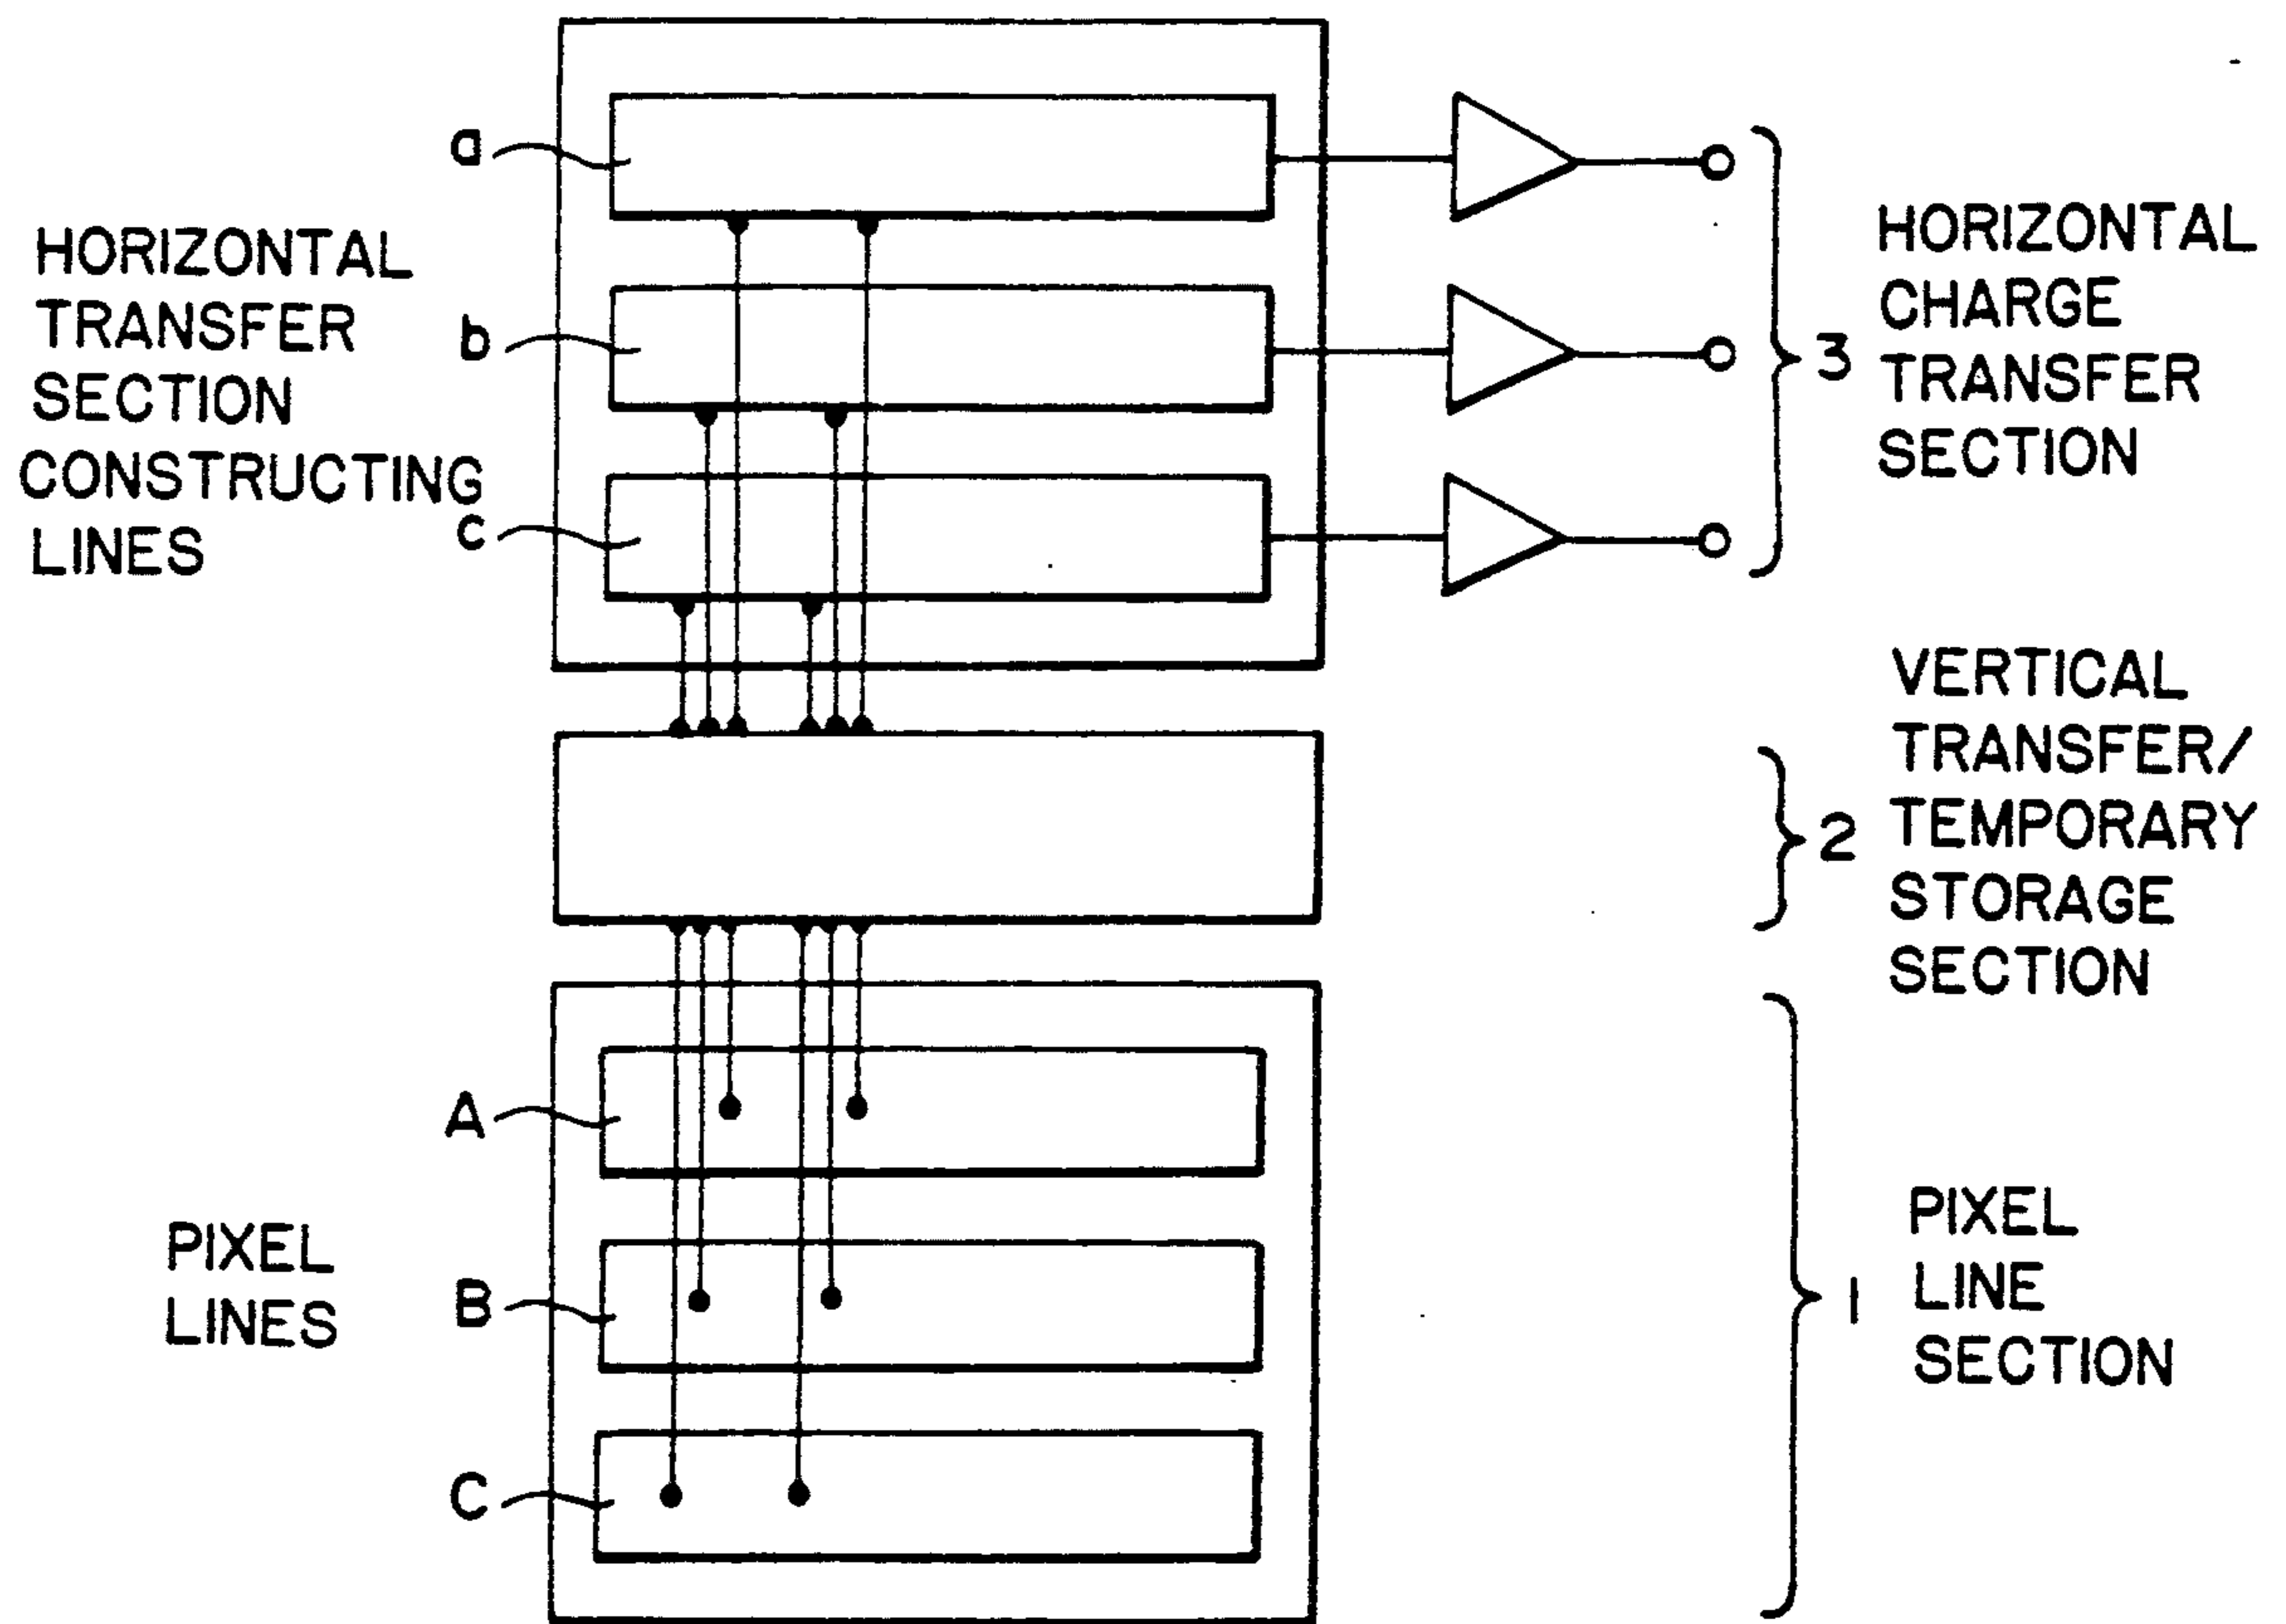 HORIZONTAL
TRANSFER
SECTION
CONSTRUCTING
LINES
a
b
c
3
HORIZONTAL
CHARGE
TRANSFER
SECTION
2
VERTICAL
TRANSFER/
TEMPORARY
STORAGE
SECTION
PIXEL
LINES
A
B
C
1
PIXEL
LINE
SECTION